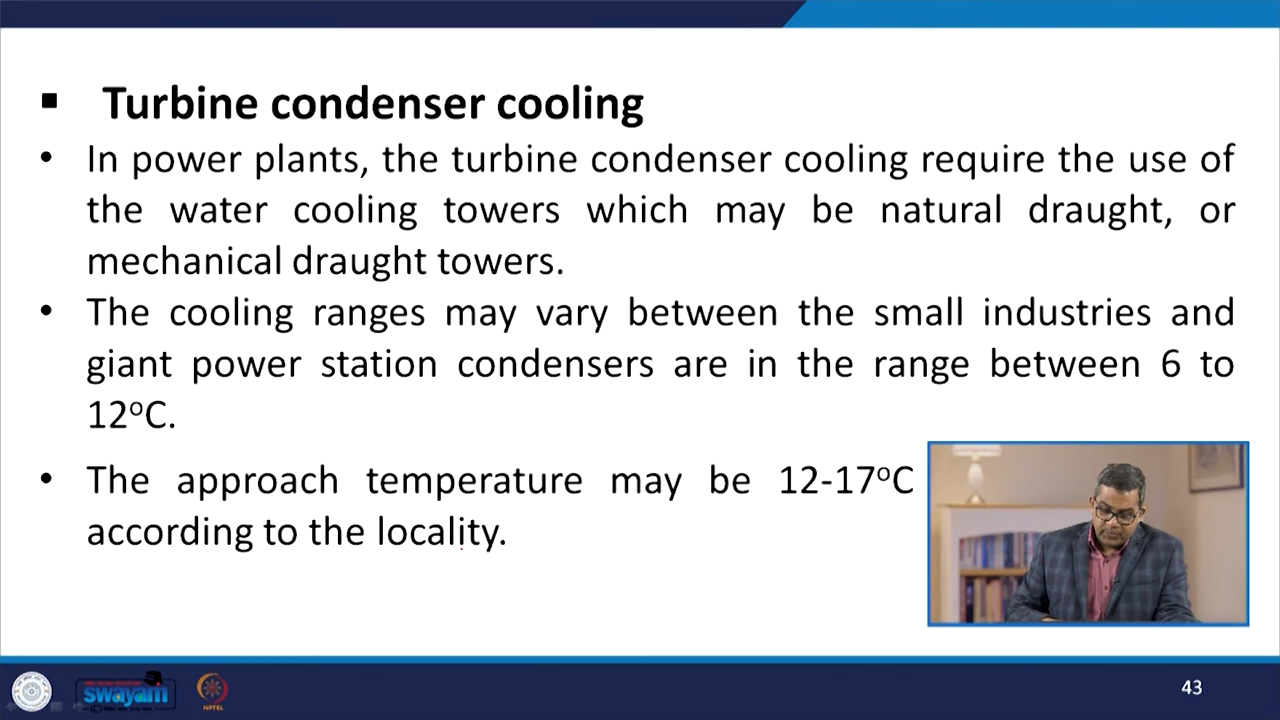 ▪ Turbine condenser cooling
• In power plants, the turbine condenser cooling require the use of
the water cooling towers which may be natural draught, or
mechanical draught towers.
• The cooling ranges may vary between the small industries and
giant power station condensers are in the range between 6 to
12°C.
• The approach temperature may be 12-17°C
according to the locality.
swayam
NPTEL
43